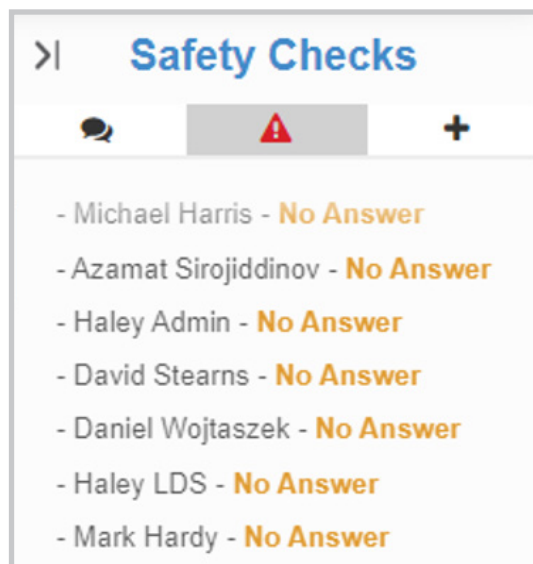 Safety Checks
- Michael Harris - No Answer
- Azamat Sirojiddinov - No Answer
- Haley Admin - No Answer
- David Stearns - No Answer
- Daniel Wojtaszek - No Answer
- Haley LDS - No Answer
- Mark Hardy - No Answer